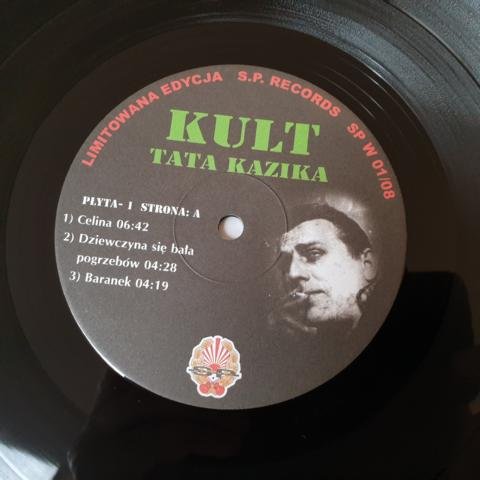 LIMITOWANA EDYCJA S.P. RECORDS SP W 01/08
KULT
TATA KAZIKA
PŁYTA- 1 STRONA: A
1) Celina 06:42
2) Dziewczyna się bała
pogrzebów 04:28
3) Baranek 04:19